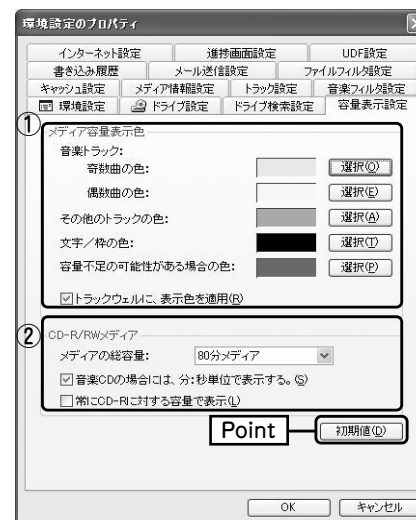 環境設定のプロパティ
インターネット設定 進捗画面設定 UDF設定
書き込み履歴 メール送信設定 ファイルフィルタ設定
キャッシュ設定 メディア情報設定 トラック設定 音楽フィルタ設定
環境設定 ドライブ設定 ドライブ検索設定 容量表示設定
①
メディア容量表示色
音楽トラック:
奇数曲の色: 選択(O)
偶数曲の色: 選択(E)
その他のトラックの色: 選択(A)
文字/枠の色: 選択(T)
容量不足の可能性がある場合の色: 選択(P)
トラックウェルに、表示色を適用(R)
②
CD-R/RWメディア
メディアの総容量: 80分メディア
音楽CDの場合には、分:秒単位で表示する。(S)
常にCD-Rに対する容量で表示(L)
Point 初期値(D)
OK キャンセル